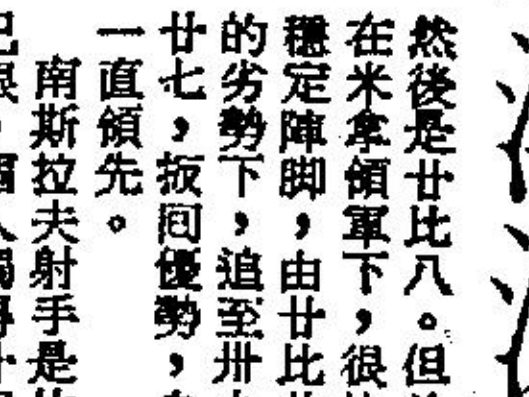 然後是廿比八。但
在米拿領軍下，很
穩定陣脚，由廿比
的劣勢下，追至卅
廿七，扳回優勢，
一直領先。
南斯拉夫射手是